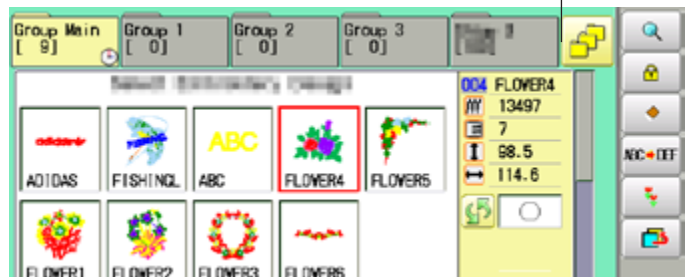 Group Main
[ 9]
Group 1
[ 0]
Group 2
[ 0]
Group 3
[ 0]
004 FLOWER4
13497
7
98.5
114.6
ABC→DEF
FISHING
ABC
ADIDAS
FISHINGL
ABC
FLOWER4
FLOWER5
FLOWER1
FLOWER2
FLOWER3
FLOWER6